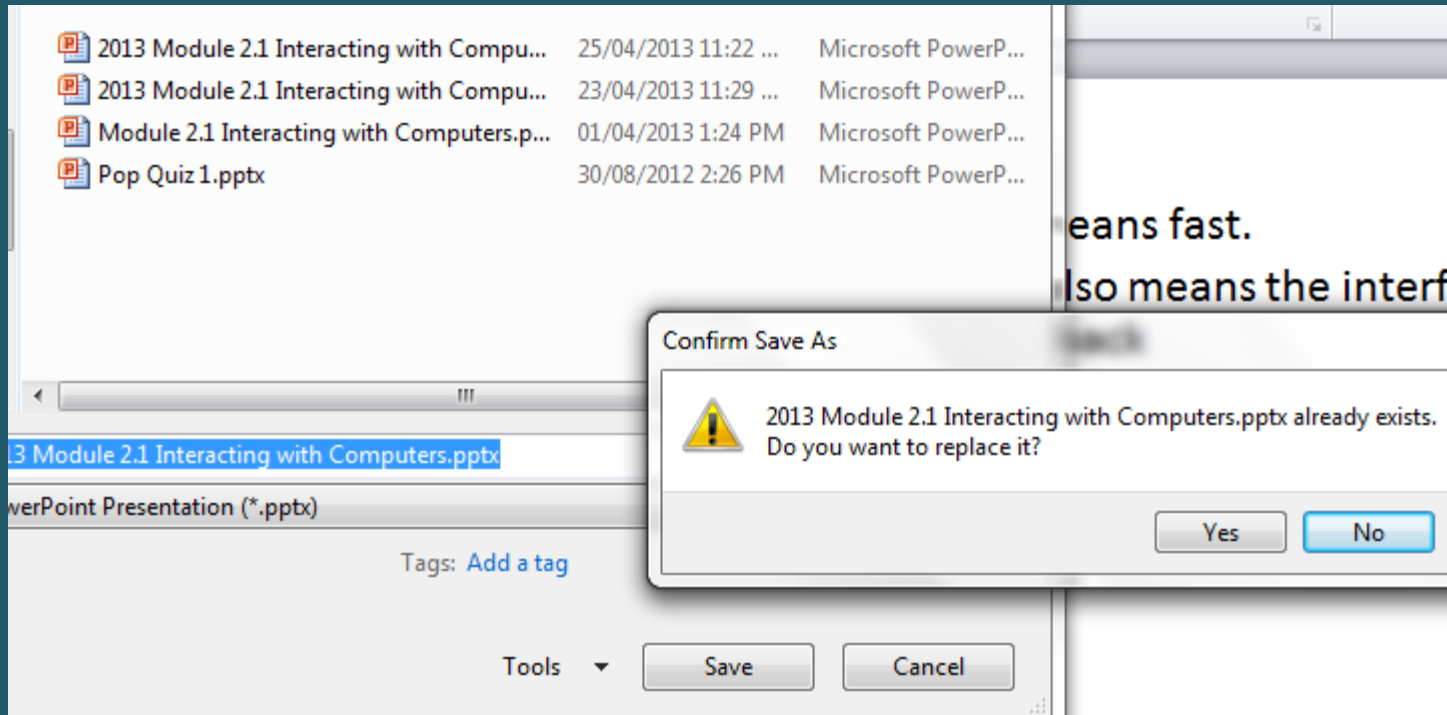 2013 Module 2.1 Interacting with Compu... 25/04/2013 11:22 ... Microsoft PowerP...
2013 Module 2.1 Interacting with Compu... 23/04/2013 11:29 ... Microsoft PowerP...
Module 2.1 Interacting with Computers.p... 01/04/2013 1:24 PM Microsoft PowerP...
Pop Quiz 1.pptx 30/08/2012 2:26 PM Microsoft PowerP...
eans fast.
lso means the interf
Confirm Save As
2013 Module 2.1 Interacting with Computers.pptx already exists.
Do you want to replace it?
Yes No
13 Module 2.1 Interacting with Computers.pptx
werPoint Presentation (*.pptx)
Tags: Add a tag
Tools Save Cancel